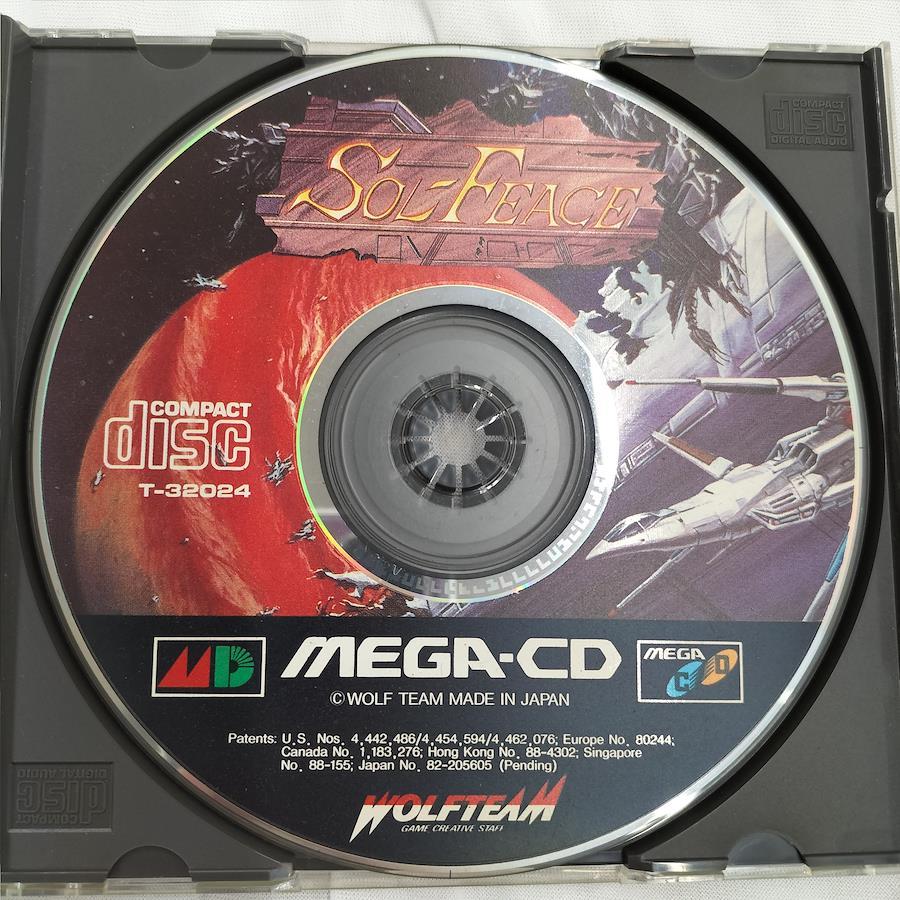 COMPACT
disc
DIGITAL AUDIO
SOL-FEACE
COMPACT
disc
T-32024
MD
MEGA-CD
MEGA
CD
© WOLF TEAM MADE IN JAPAN
Patents: U.S. Nos. 4,442,486/4,454,594/4,462,076; Europe No. 80244;
Canada No. 1,183,276; Hong Kong No. 88-4302; Singapore
No. 88-155; Japan No. 82-205605 (Pending)
COMPACT
disc
DIGITAL AUDIO
WOLFTEAM
GAME CREATIVE STAFF